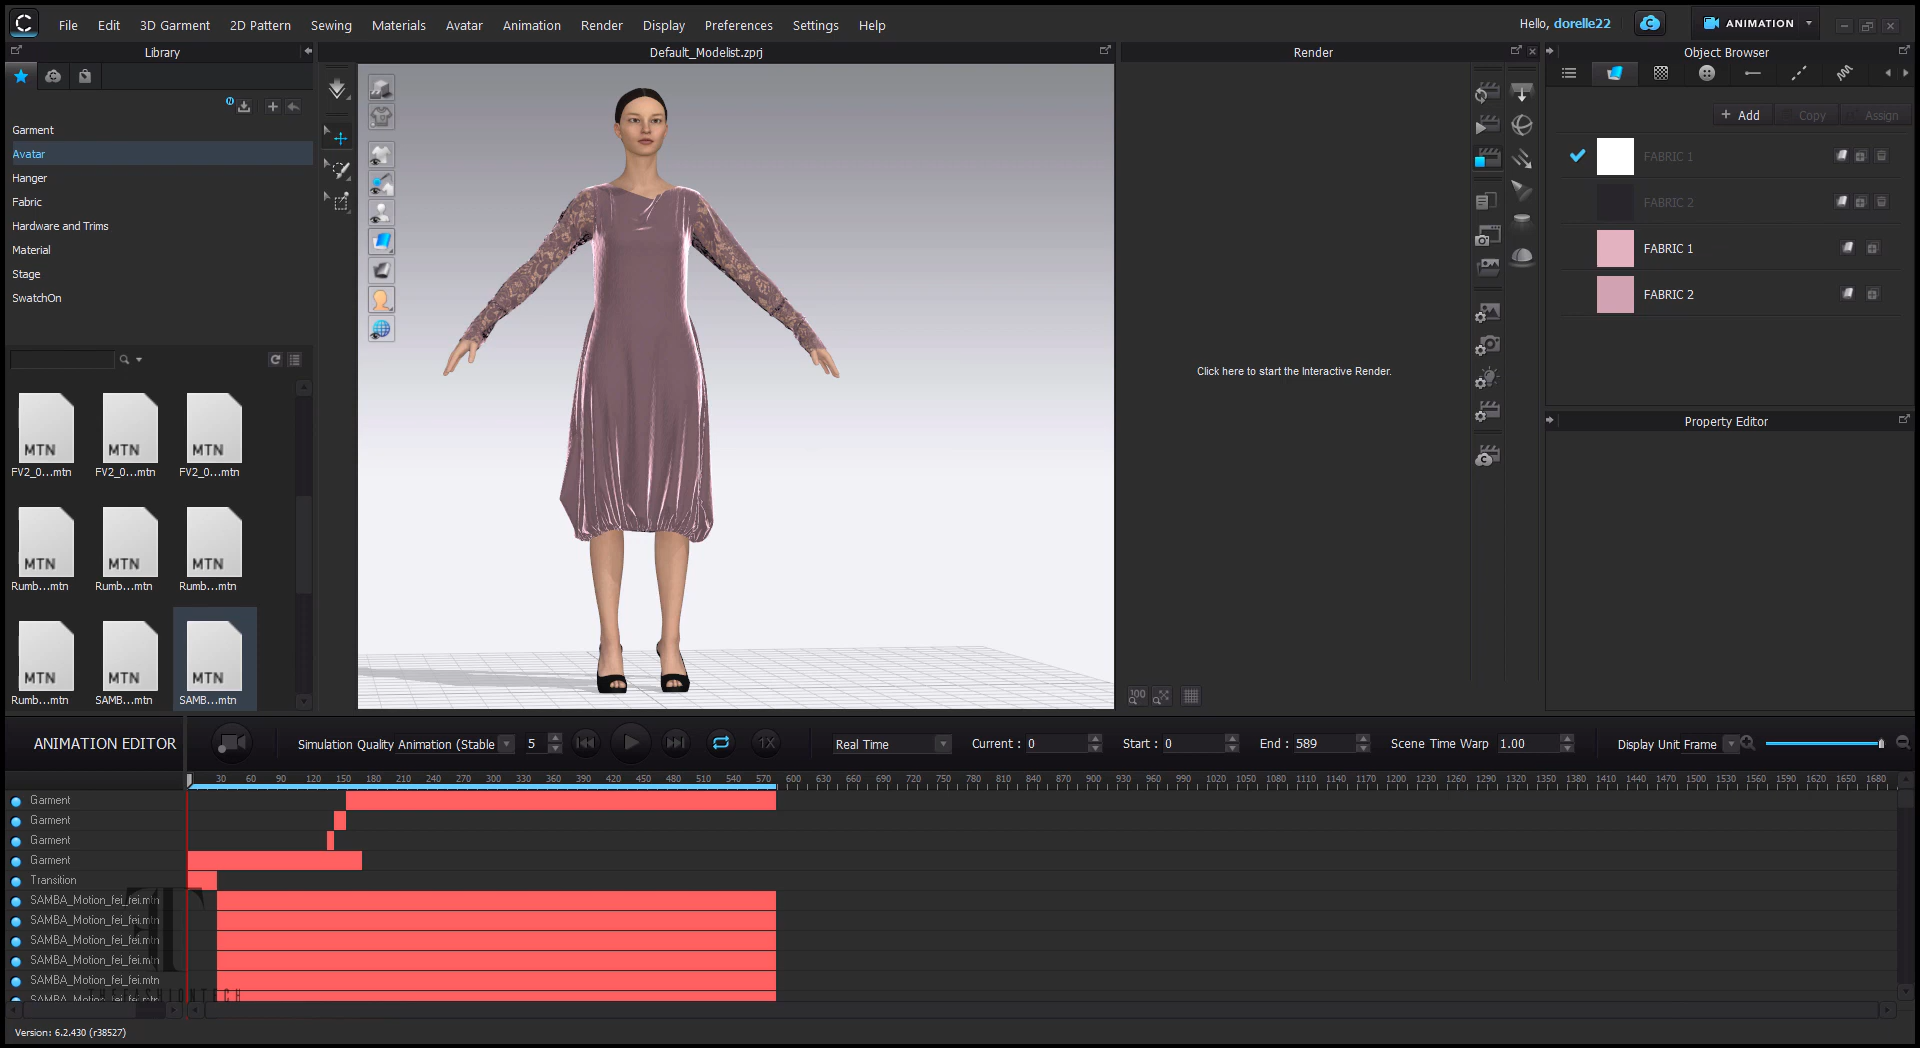 File Edit 3D Garment 2D Pattern Sewing Materials Avatar Animation Render Display Preferences Settings Help
Hello, dorelle22
ANIMATION
Library
Default_Modelist.zprj
Render
Object Browser
Add Copy Assign
Garment
Avatar
Hanger
Fabric
Hardware and Trims
Material
Stage
SwatchOn
FABRIC 1
FABRIC 2
FABRIC 1
FABRIC 2
Click here to start the Interactive Render.
Property Editor
MTN MTN MTN
FV2_0...mtn FV2_0...mtn FV2_0...mtn
MTN MTN MTN
Rumb...mtn Rumb...mtn Rumb...mtn
MTN MTN MTN
Rumb...mtn SAMB...mtn SAMB...mtn
100
ANIMATION EDITOR
Simulation Quality Animation (Stable 5 1X Real Time Current : 0 Start : 0 End : 589 Scene Time Warp 1.00 Display Unit Frame
30 60 90 120 150 180 210 240 270 300 330 360 390 420 450 480 510 540 570 600 630 660 690 720 750 780 810 840 870 900 930 960 990 1020 1050 1080 1110 1140 1170 1200 1230 1260 1290 1320 1350 1380 1410 1440 1470 1500 1530 1560 1590 1620 1650 1680
Garment
Garment
Garment
Garment
Transition
SAMBA_Motion_fei_fei.mtn
SAMBA_Motion_fei_fei.mtn
SAMBA_Motion_fei_fei.mtn
SAMBA_Motion_fei_fei.mtn
SAMBA_Motion_fei_fei.mtn
SAMBA_Motion_fei_fei.mtn
THEFASHIONTECH
Version: 6.2.430 (r38527)